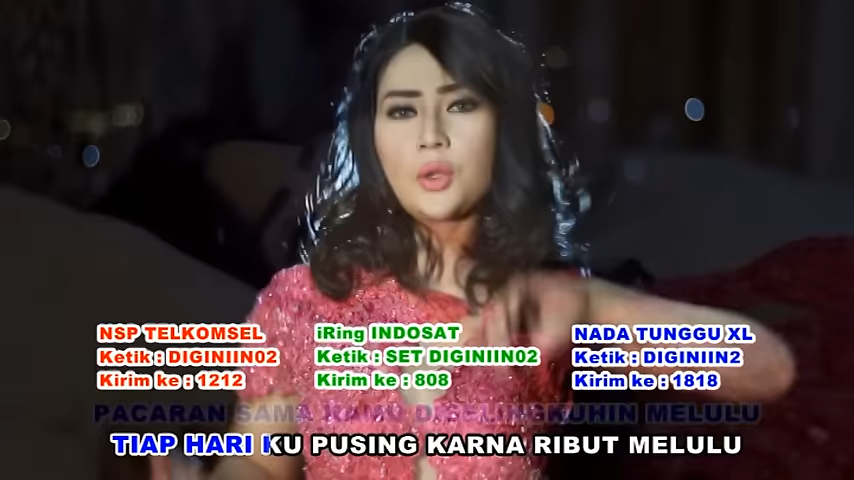 NSP TELKOMSEL
Ketik : DIGINIIN02
Kirim ke : 1212
iRing INDOSAT
Ketik : SET DIGINIIN02
Kirim ke : 808
NADA TUNGGU XL
Ketik : DIGINIIN2
Kirim ke : 1818
PACARAN SAMA KAMU DISELINGKUHIN MELULU
TIAP HARI KU PUSING KARNA RIBUT MELULU